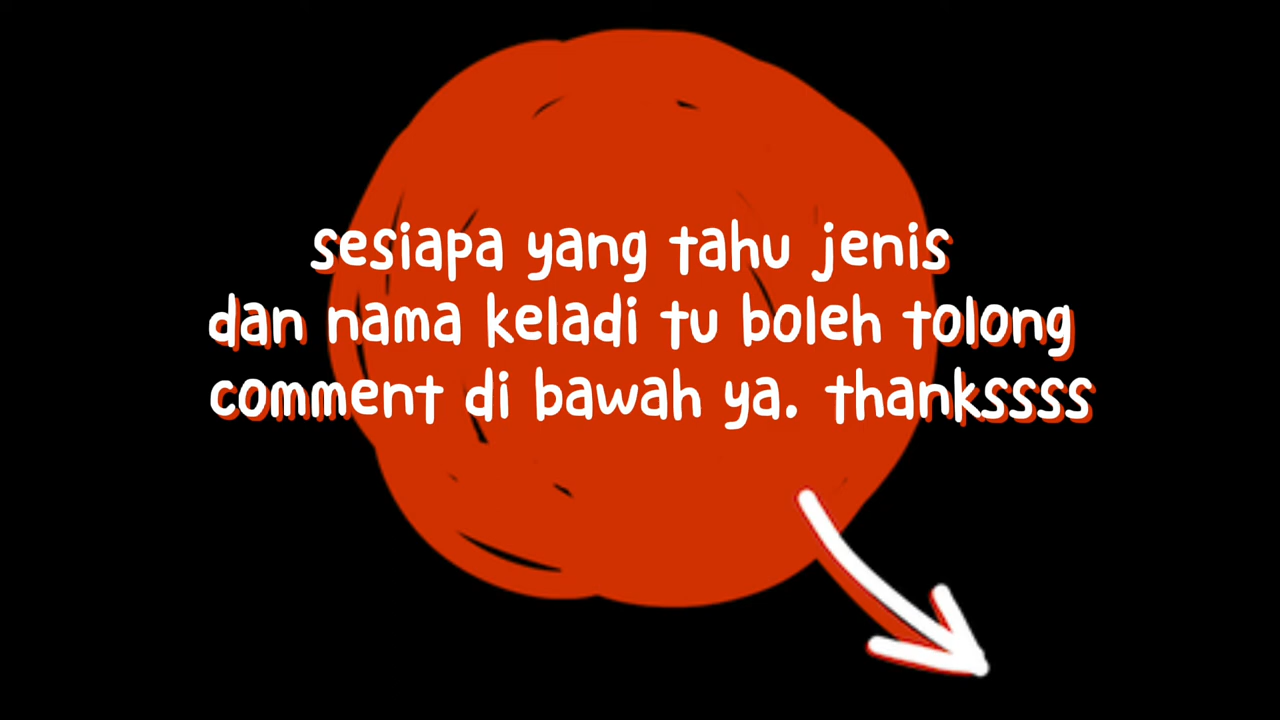 sesiapa yang tahu jenis
dan nama keladi tu boleh tolong
comment di bawah ya. thankssss